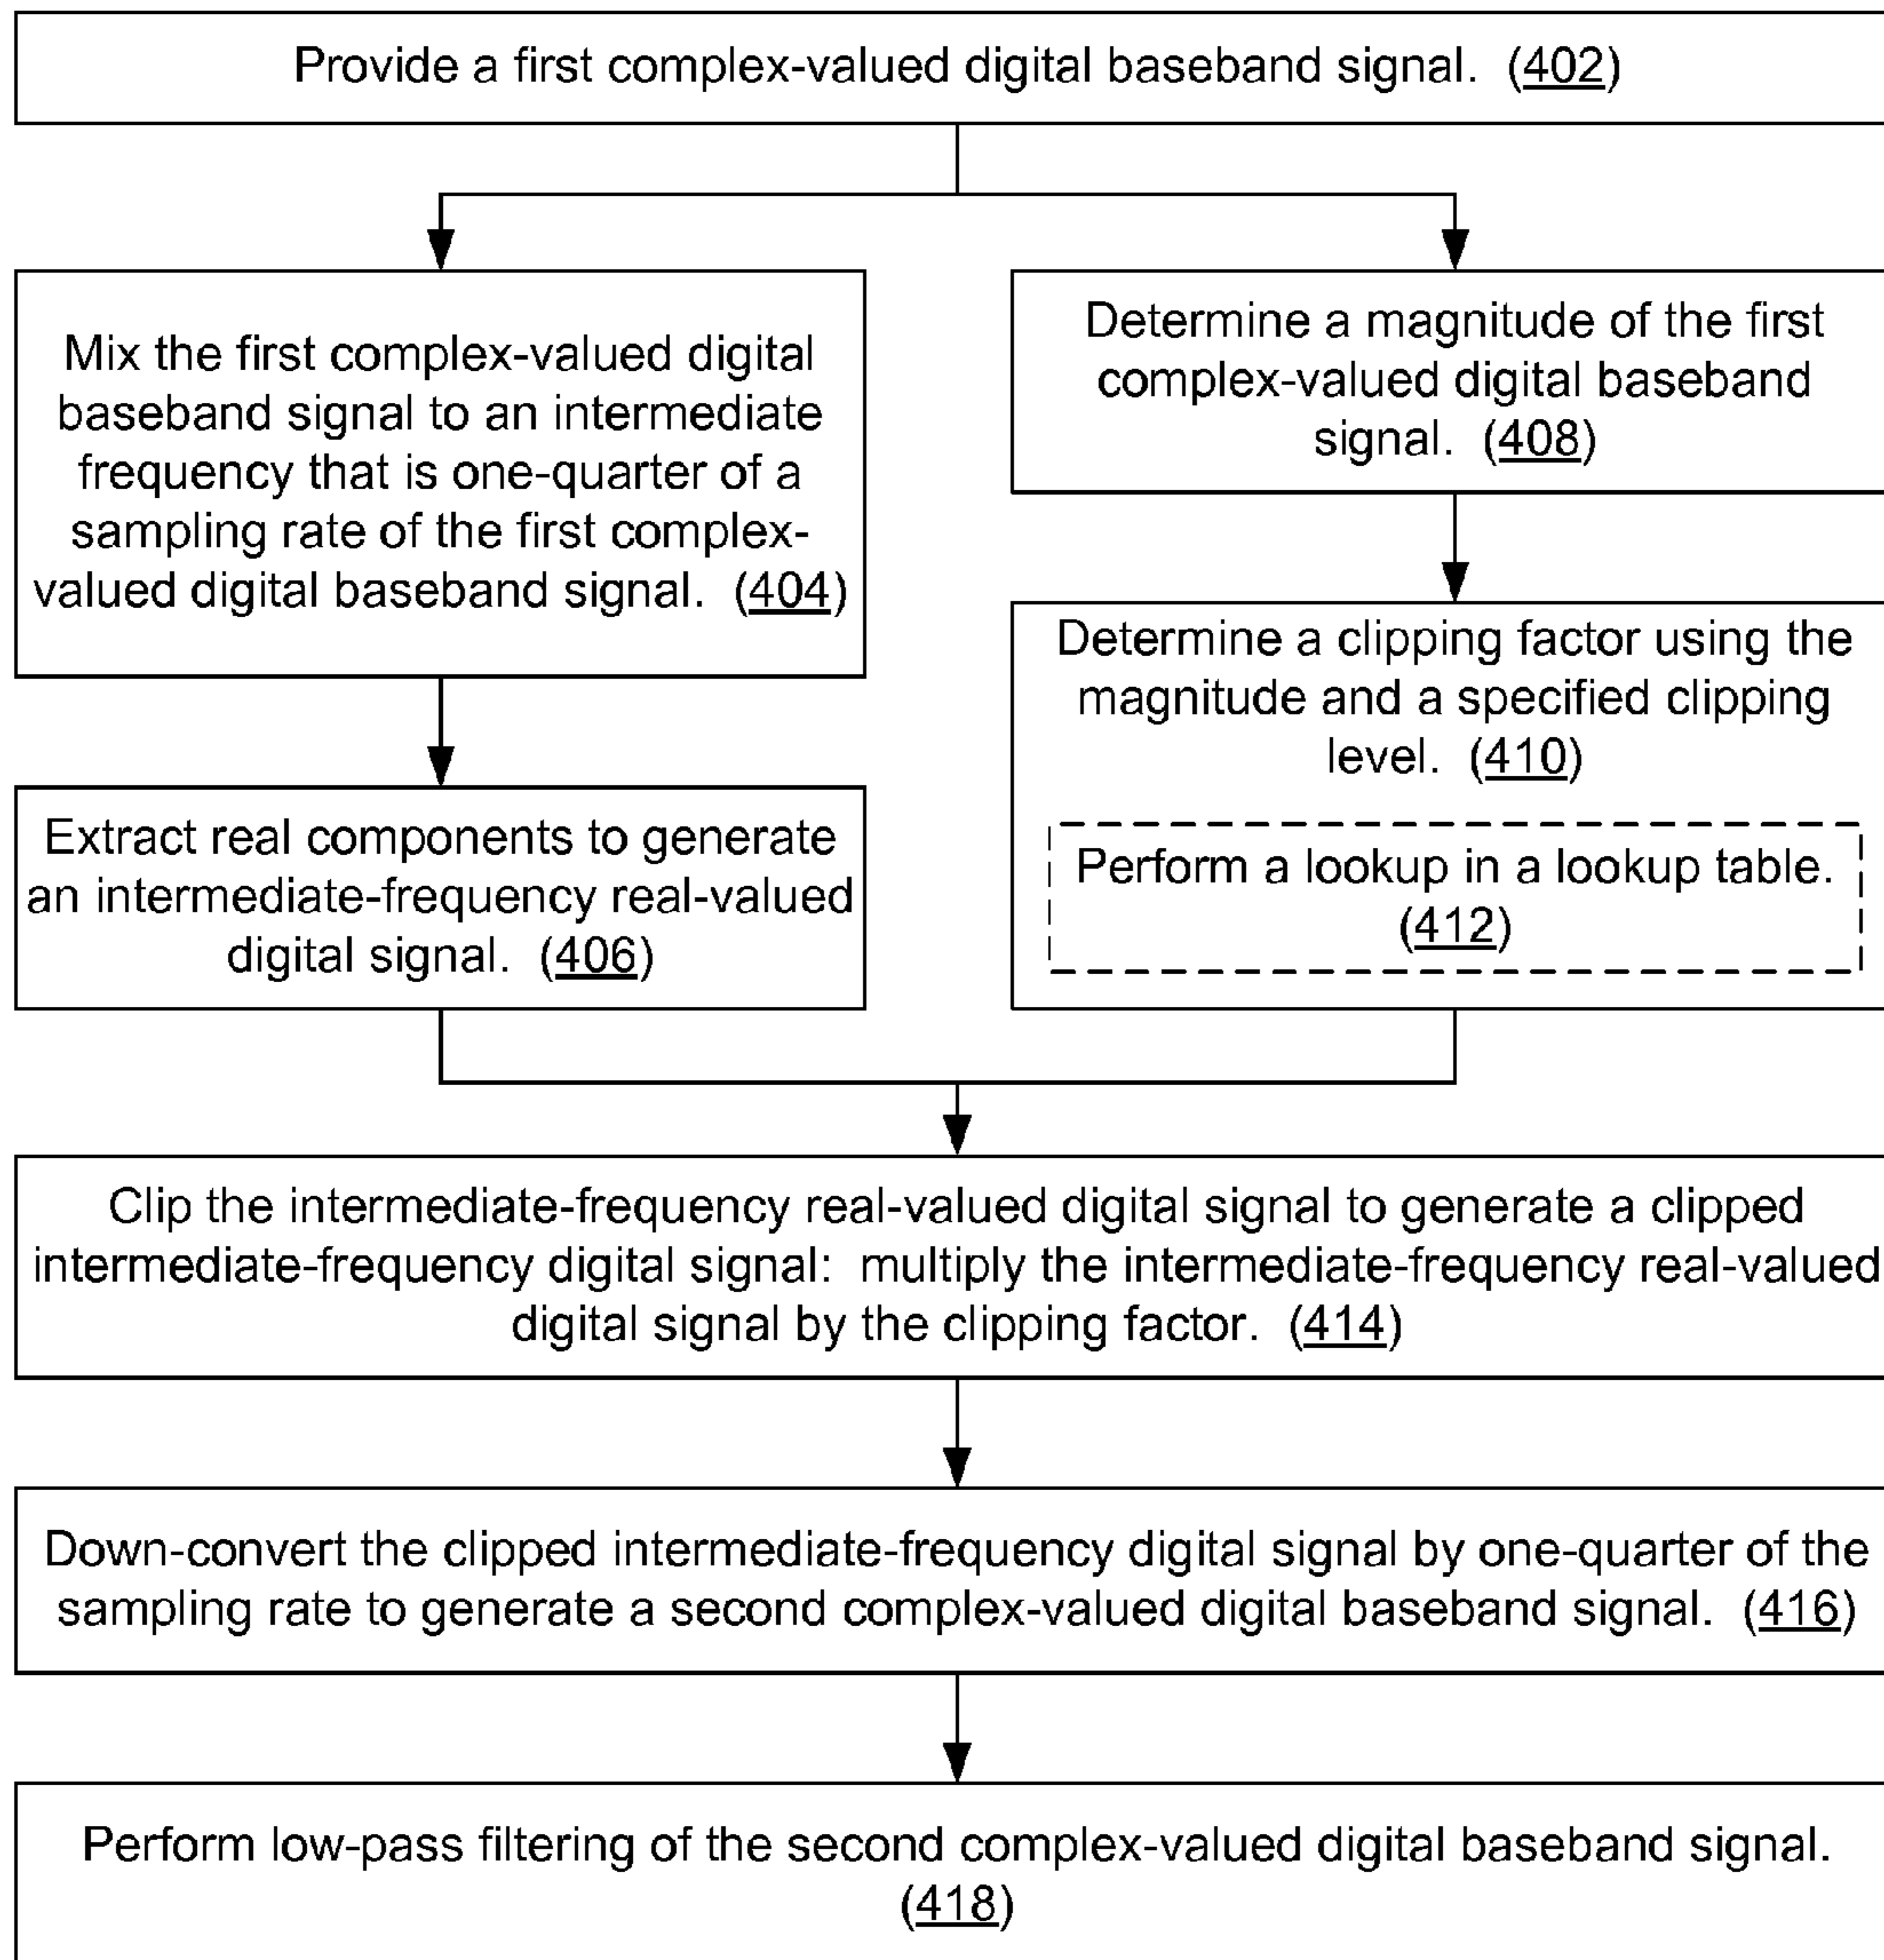 Provide a first complex-valued digital baseband signal. (402)
Mix the first complex-valued digital
baseband signal to an intermediate
frequency that is one-quarter of a
sampling rate of the first complex-
valued digital baseband signal. (404)
Extract real components to generate
an intermediate-frequency real-valued
digital signal. (406)
Determine a magnitude of the first
complex-valued digital baseband
signal. (408)
Determine a clipping factor using the
magnitude and a specified clipping
level. (410)
Perform a lookup in a lookup table.
(412)
Clip the intermediate-frequency real-valued digital signal to generate a clipped
intermediate-frequency digital signal: multiply the intermediate-frequency real-valued
digital signal by the clipping factor. (414)
Down-convert the clipped intermediate-frequency digital signal by one-quarter of the
sampling rate to generate a second complex-valued digital baseband signal. (416)
Perform low-pass filtering of the second complex-valued digital baseband signal.
(418)